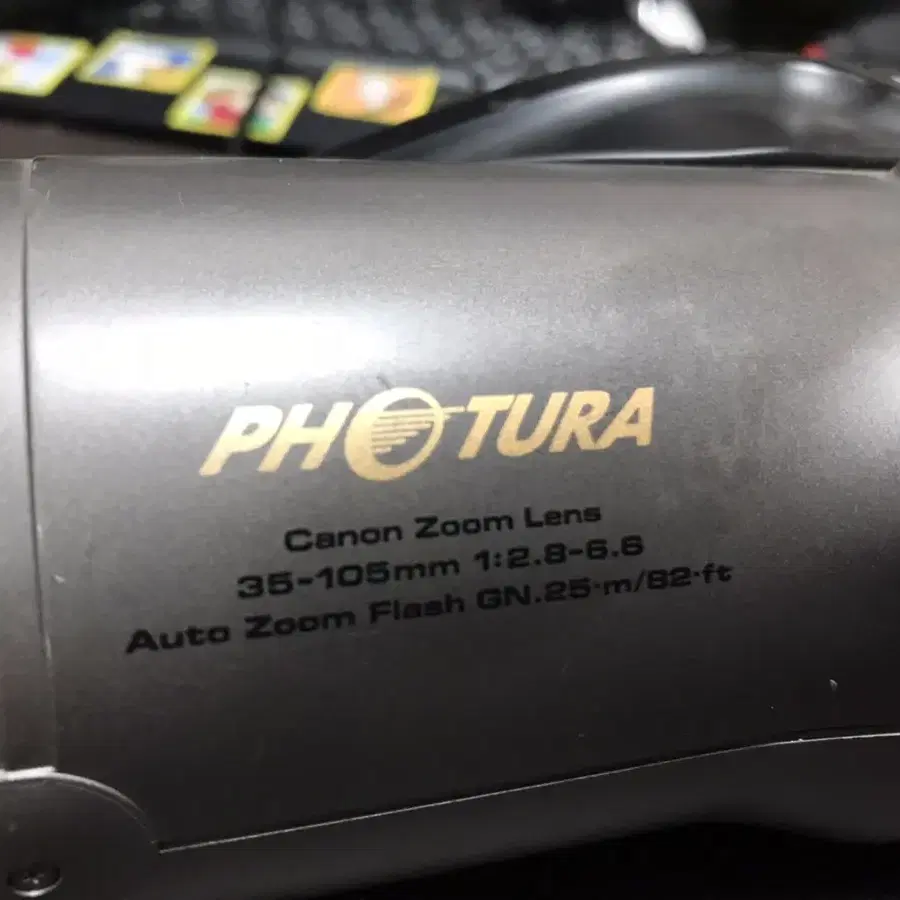 PHOTURA
Canon Zoom Lens
35-105mm 1:2.8-6.6
Auto Zoom Flash GN.25·m/82·ft